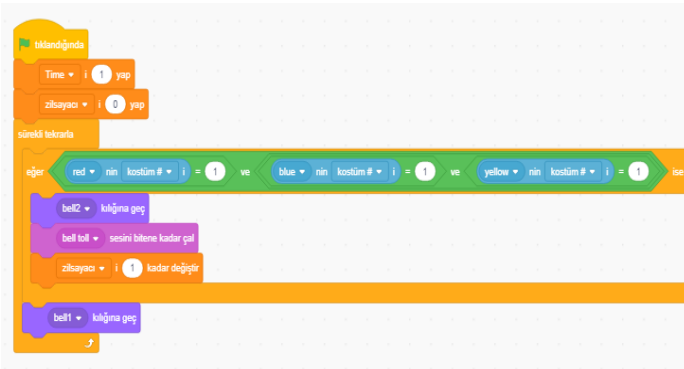 tıklandığında
Time i 1 yap
zilsayacı i 0 yap
sürekli tekrarla
eğer red nin kostüm # i = 1 ve blue nin kostüm # i = 1 ve yellow nin kostüm # i = 1 ise
bell2 kılığına geç
bell toll sesini bitene kadar çal
zilsayacı i 1 kadar değiştir
bell1 kılığına geç